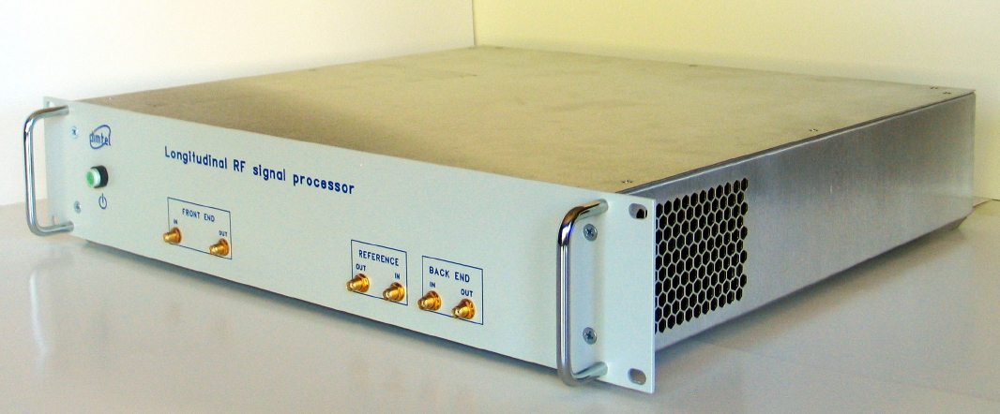 dimtel
Longitudinal RF signal processor
FRONT END
IN
OUT
REFERENCE
OUT
IN
BACK END
IN
OUT